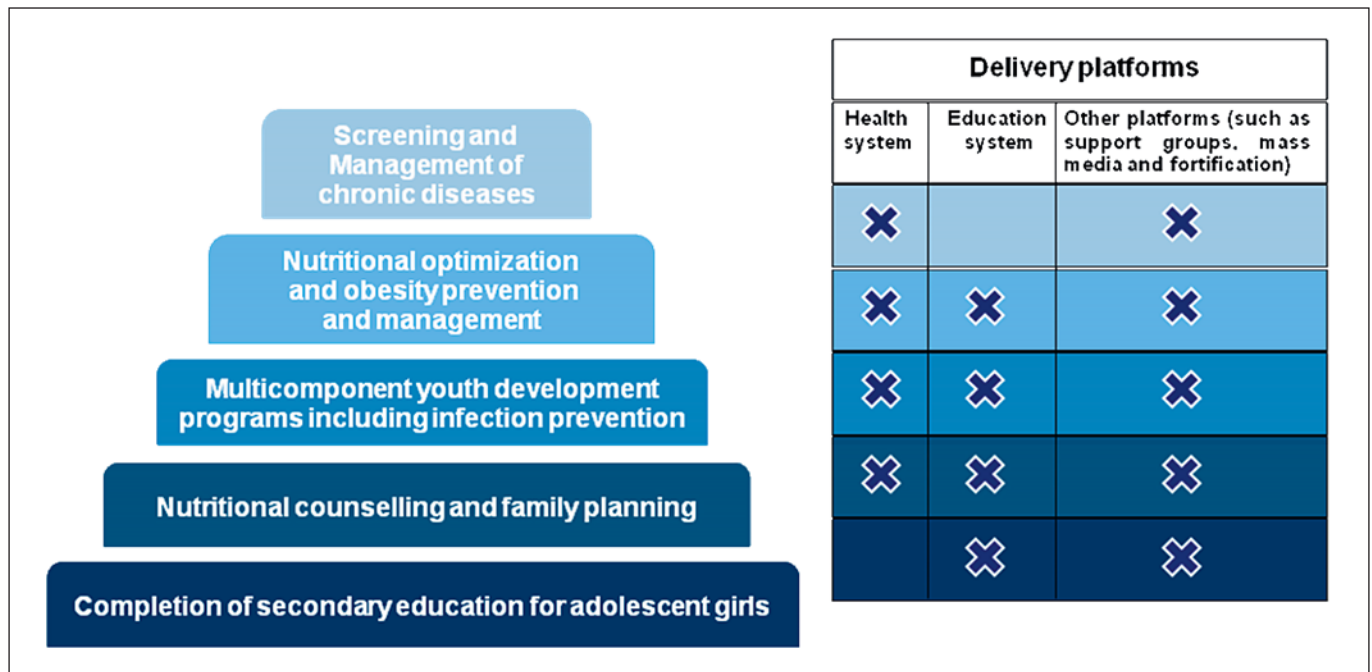 Screening and
Management of
chronic diseases
Nutritional optimization
and obesity prevention
and management
Multicomponent youth development
programs including infection prevention
Nutritional counselling and family planning
Completion of secondary education for adolescent girls
Delivery platforms
Health
system
Education
system
Other platforms (such as
support groups, mass
media and fortification)